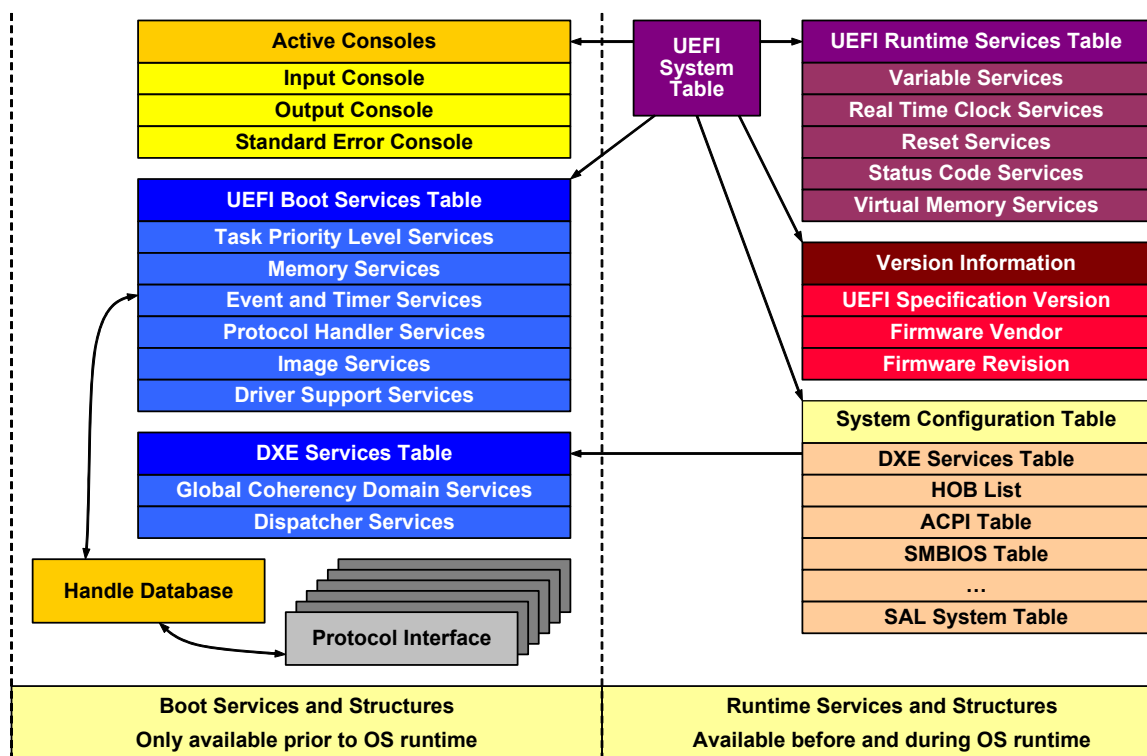 Active Consoles
Input Console
Output Console
Standard Error Console
UEFI
System
Table
UEFI Runtime Services Table
Variable Services
Real Time Clock Services
Reset Services
Status Code Services
Virtual Memory Services
UEFI Boot Services Table
Task Priority Level Services
Memory Services
Event and Timer Services
Protocol Handler Services
Image Services
Driver Support Services
Version Information
UEFI Specification Version
Firmware Vendor
Firmware Revision
DXE Services Table
Global Coherency Domain Services
Dispatcher Services
System Configuration Table
DXE Services Table
HOB List
ACPI Table
SMBIOS Table
…
SAL System Table
Handle Database
Protocol Interface
Boot Services and Structures
Only available prior to OS runtime
Runtime Services and Structures
Available before and during OS runtime